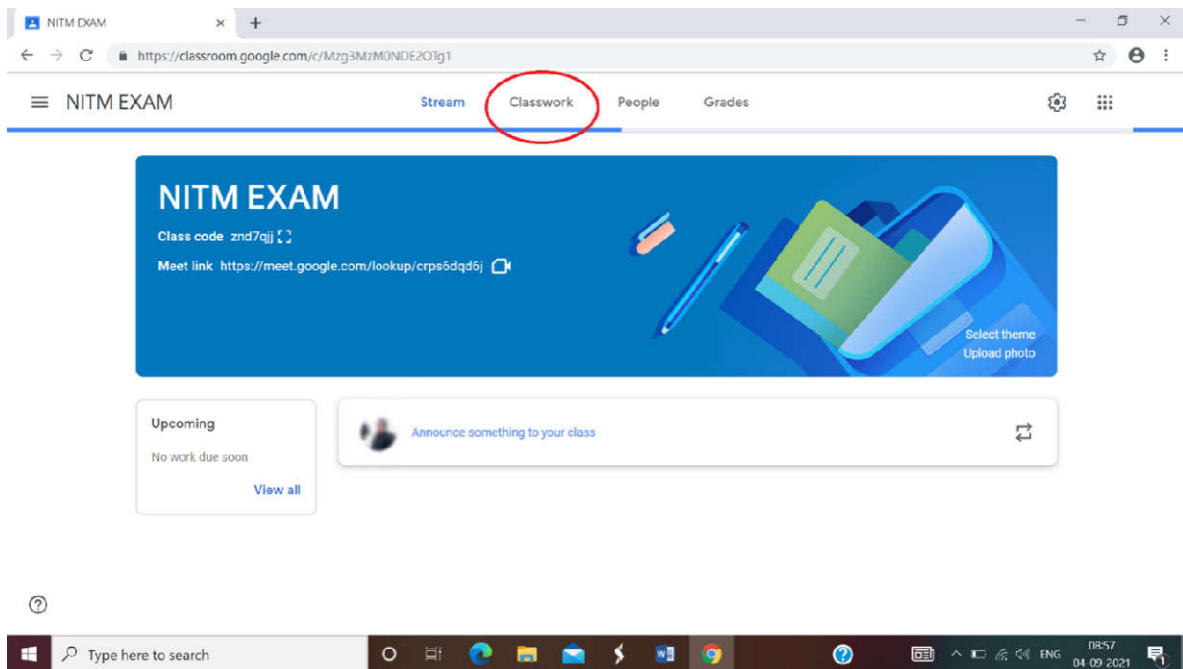 NITM EXAM
https://classroom.google.com/c/Mzg3MzM0NDE2OTg1
NITM EXAM Stream Classwork People Grades
NITM EXAM
Class code znd7qjj
Meet link https://meet.google.com/lookup/crps6dqd6j
Select theme
Upload photo
Upcoming
No work due soon
View all
Announce something to your class
Type here to search
ENG
08:57
04-09-2021